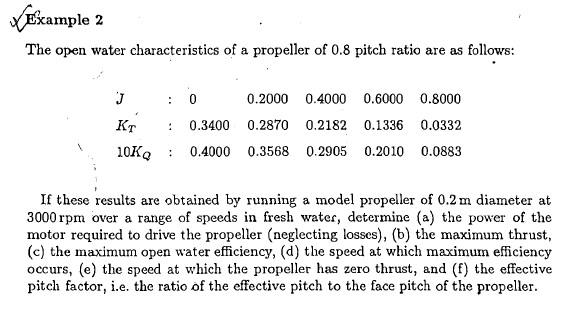 Example 2
The open water characteristics of a propeller of 0.8 pitch ratio are as follows:
J : 0 0.2000 0.4000 0.6000 0.8000
K_T : 0.3400 0.2870 0.2182 0.1336 0.0332
10K_Q : 0.4000 0.3568 0.2905 0.2010 0.0883
If these results are obtained by running a model propeller of 0.2 m diameter at
3000 rpm over a range of speeds in fresh water, determine (a) the power of the
motor required to drive the propeller (neglecting losses), (b) the maximum thrust,
(c) the maximum open water efficiency, (d) the speed at which maximum efficiency
occurs, (e) the speed at which the propeller has zero thrust, and (f) the effective
pitch factor, i.e. the ratio of the effective pitch to the face pitch of the propeller.